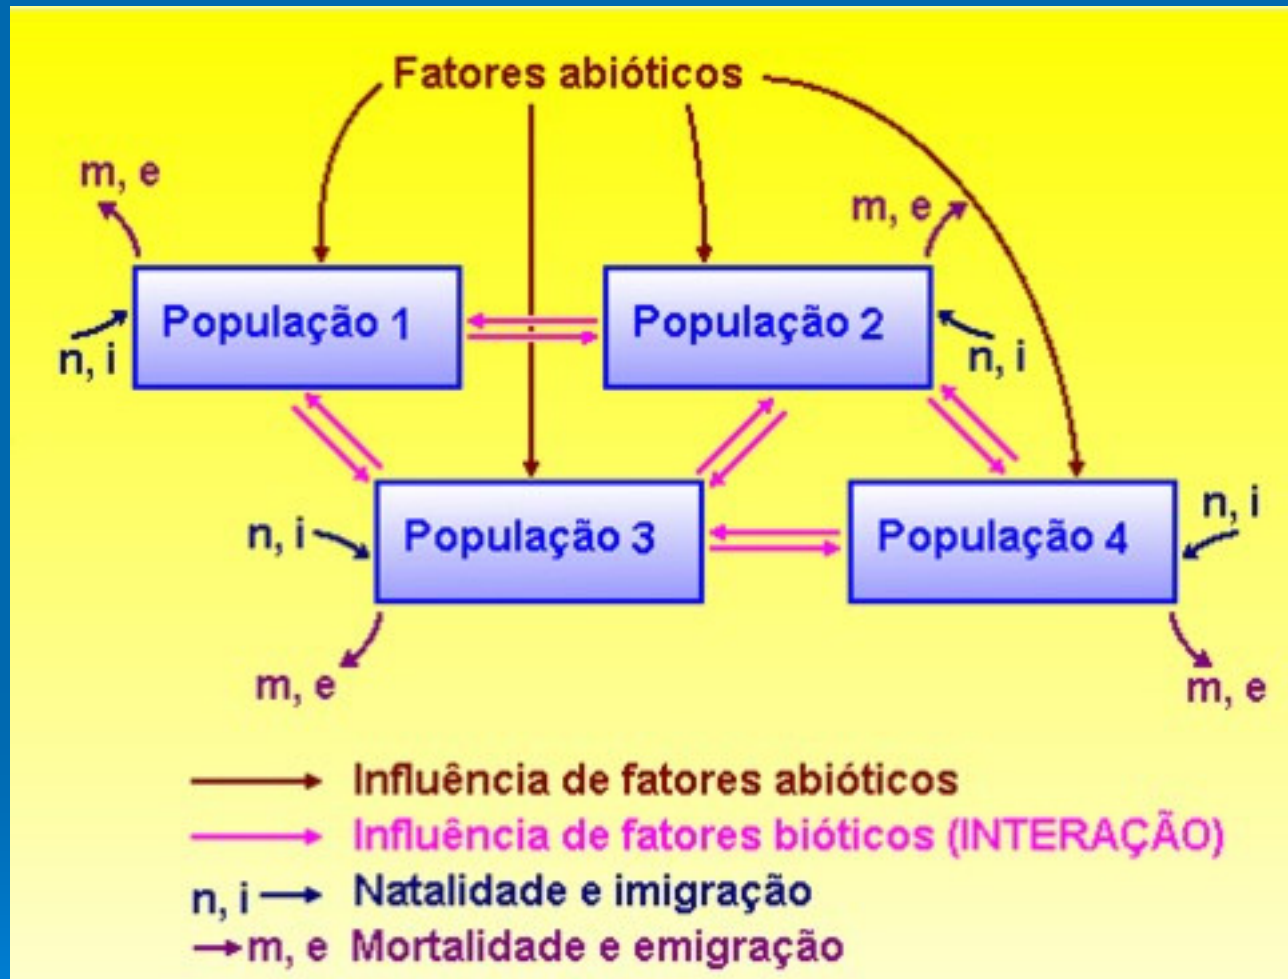 Fatores abióticos
m, e
m, e
População 1
População 2
n, i
n, i
População 3
População 4
n, i
n, i
m, e
m, e
Influência de fatores abióticos
Influência de fatores bióticos (INTERAÇÃO)
n, i Natalidade e imigração
m, e Mortalidade e emigração